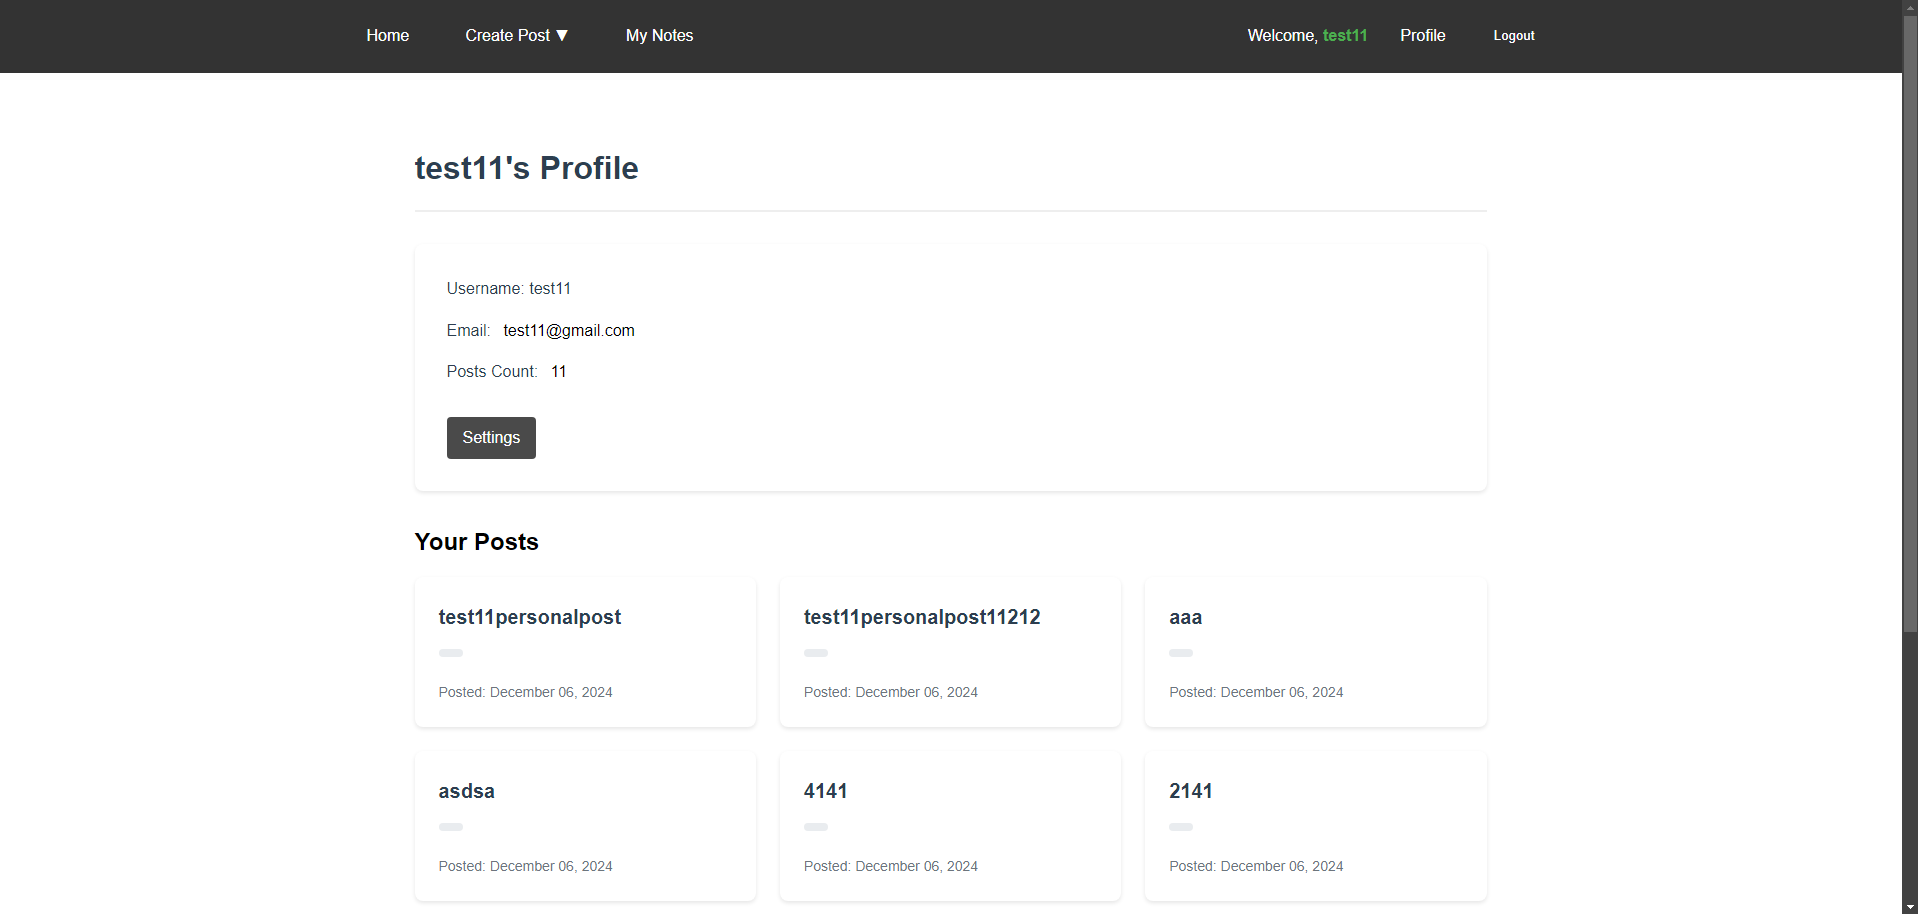 Home Create Post ▼ My Notes Welcome, test11 Profile Logout
test11's Profile
Username: test11
Email: test11@gmail.com
Posts Count: 11
Settings
Your Posts
test11personalpost
Posted: December 06, 2024
test11personalpost11212
Posted: December 06, 2024
aaa
Posted: December 06, 2024
asdsa
Posted: December 06, 2024
4141
Posted: December 06, 2024
2141
Posted: December 06, 2024